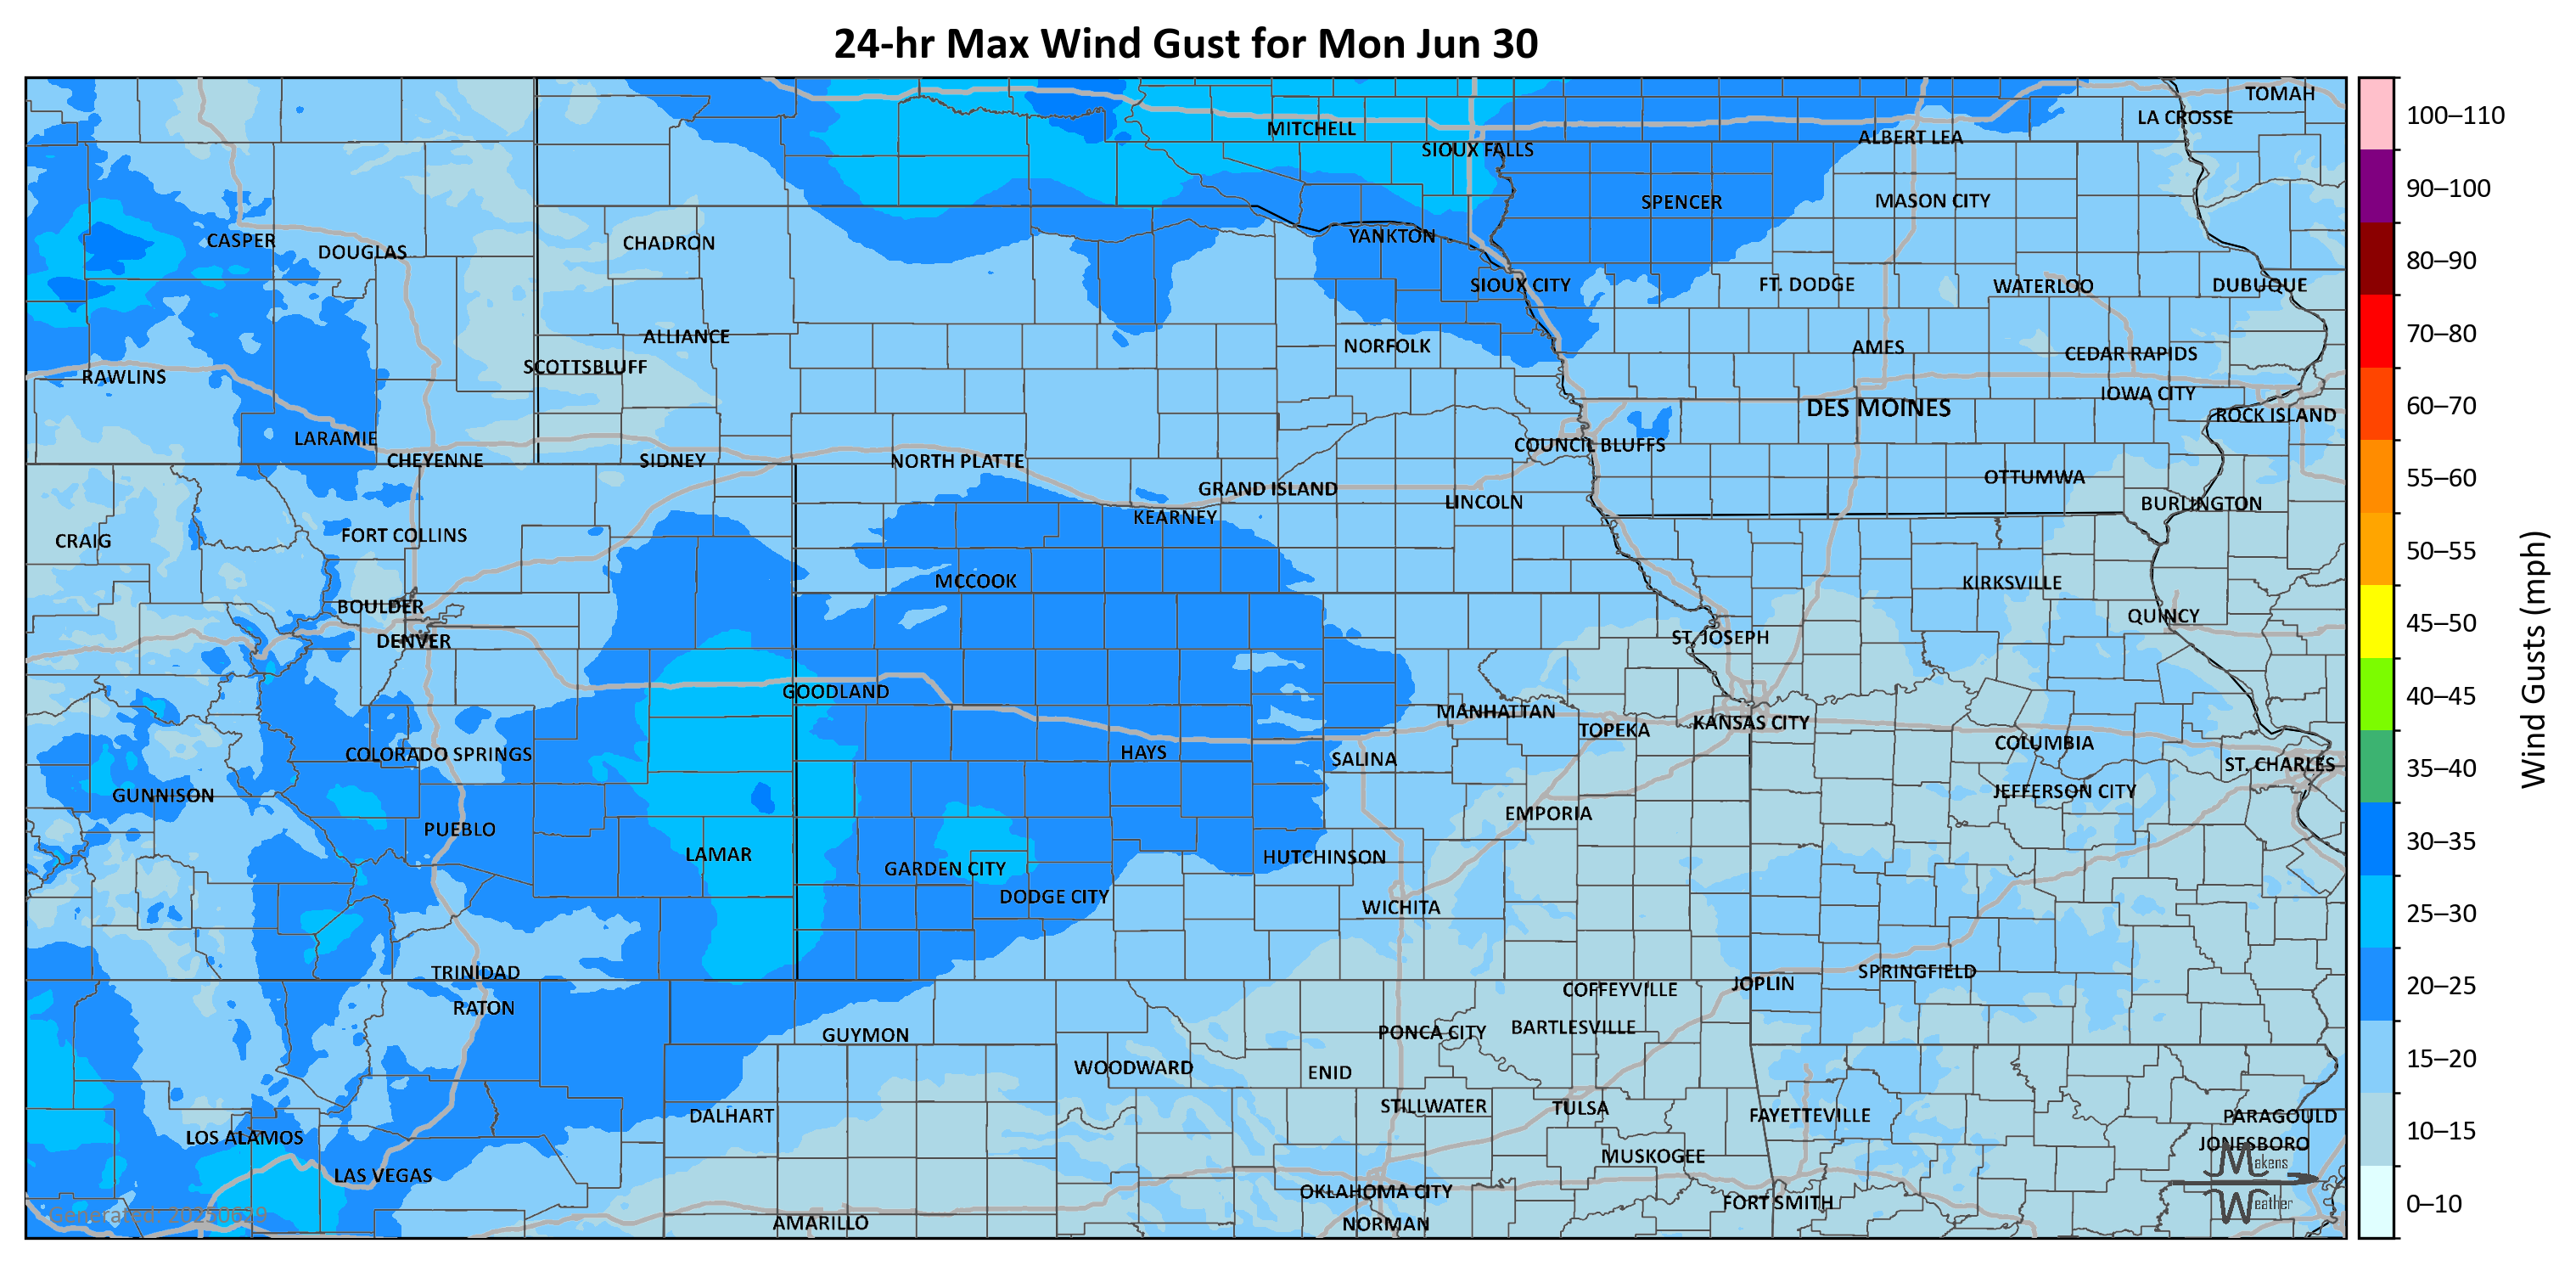 24-hr Max Wind Gust for Mon Jun 30
TOMAH
LA CROSSE
MITCHELL
ALBERT LEA
SIOUX FALLS
SPENCER
MASON CITY
YANKTON
CASPER
CHADRON
DOUGLAS
SIOUX CITY
FT. DODGE
WATERLOO
DUBUQUE
ALLIANCE
NORFOLK
AMES
CEDAR RAPIDS
SCOTTSBLUFF
RAWLINS
IOWA CITY
DES MOINES
ROCK ISLAND
LARAMIE
COUNCIL BLUFFS
CHEYENNE
SIDNEY
NORTH PLATTE
OTTUMWA
GRAND ISLAND
LINCOLN
BURLINGTON
KEARNEY
FORT COLLINS
CRAIG
MCCOOK
KIRKSVILLE
BOULDER
QUINCY
DENVER
ST. JOSEPH
GOODLAND
MANHATTAN
KANSAS CITY
TOPEKA
COLUMBIA
HAYS
COLORADO SPRINGS
SALINA
ST. CHARLES
GUNNISON
JEFFERSON CITY
EMPORIA
PUEBLO
LAMAR
HUTCHINSON
GARDEN CITY
DODGE CITY
WICHITA
TRINIDAD
SPRINGFIELD
JOPLIN
COFFEYVILLE
RATON
BARTLESVILLE
PONCA CITY
GUYMON
WOODWARD
ENID
STILLWATER
TULSA
DALHART
FAYETTEVILLE
PARAGOULD
LOS ALAMOS
JONESBORO
MUSKOGEE
LAS VEGAS
OKLAHOMA CITY
FORT SMITH
AMARILLO
NORMAN
Generated: 20250629
Makens
Weather
100–110
90–100
80–90
70–80
60–70
55–60
50–55
45–50
40–45
35–40
30–35
25–30
20–25
15–20
10–15
0–10
Wind Gusts (mph)